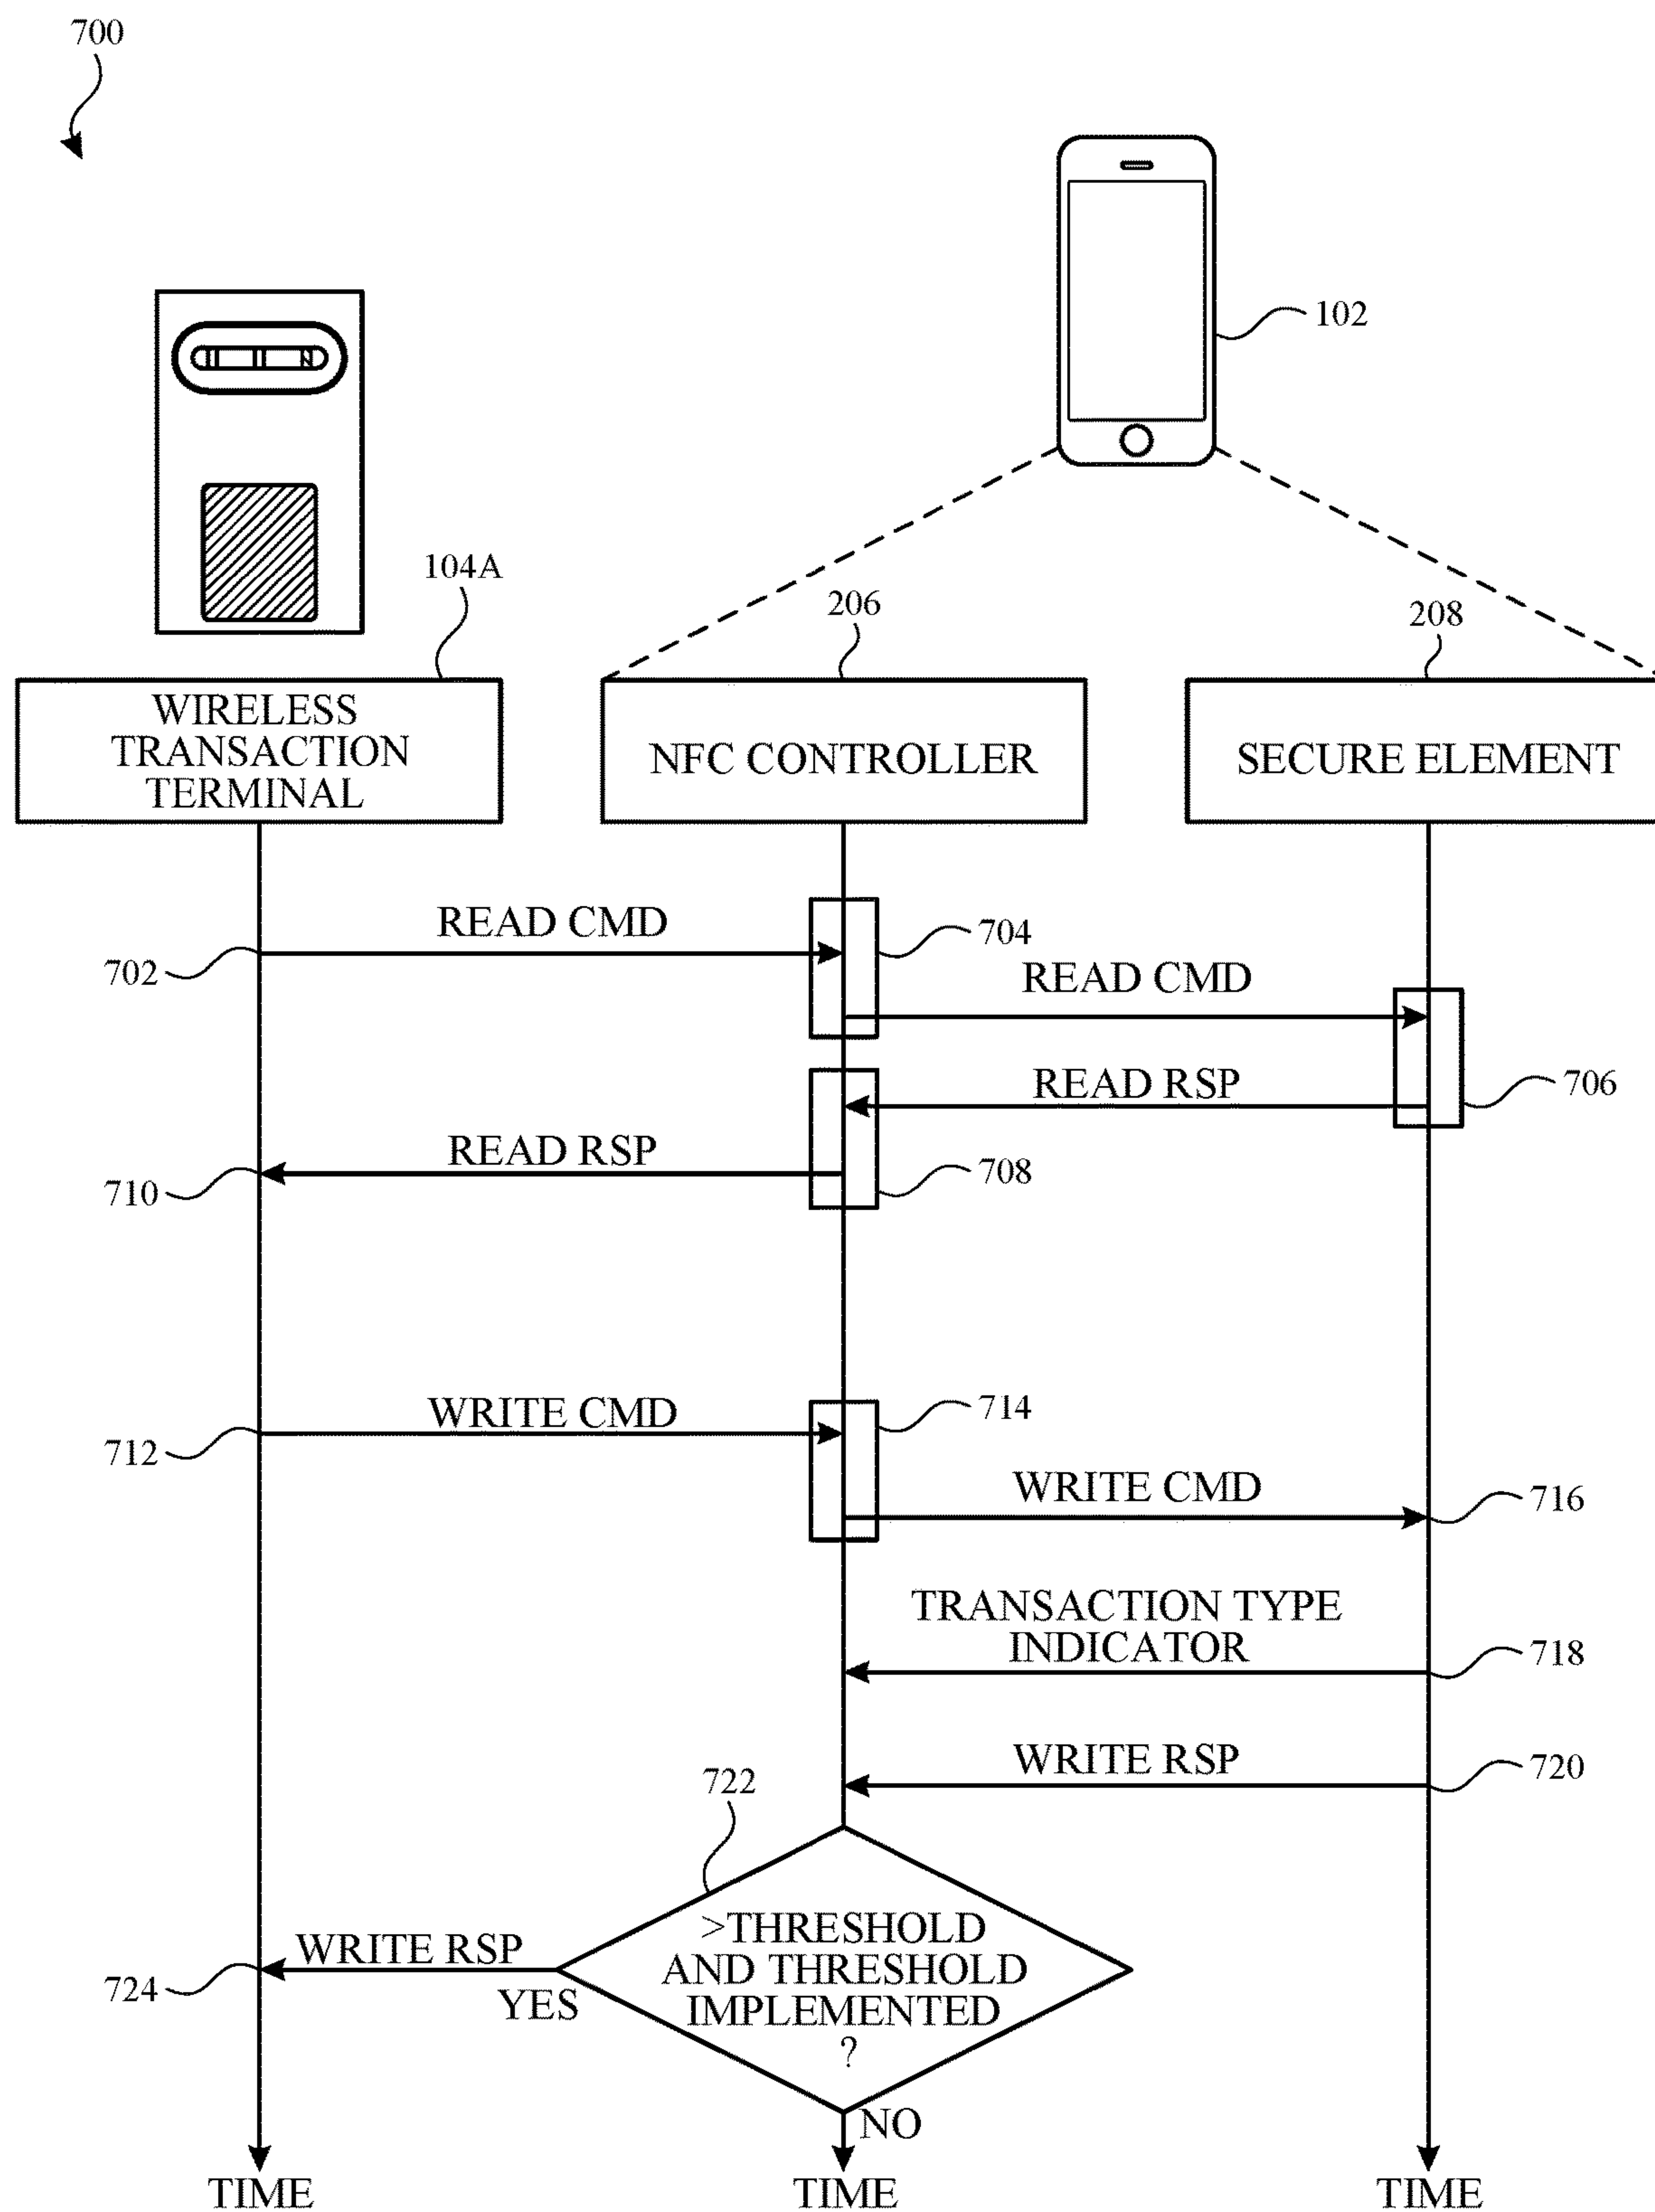 700
102
104A
206
208
WIRELESS
TRANSACTION
TERMINAL
NFC CONTROLLER
SECURE ELEMENT
READ CMD
702
704
READ CMD
READ RSP
706
READ RSP
710
708
WRITE CMD
712
714
WRITE CMD
716
TRANSACTION TYPE
INDICATOR
718
WRITE RSP
720
722
>THRESHOLD
AND THRESHOLD
IMPLEMENTED
?
WRITE RSP
724
YES
NO
TIME
TIME
TIME